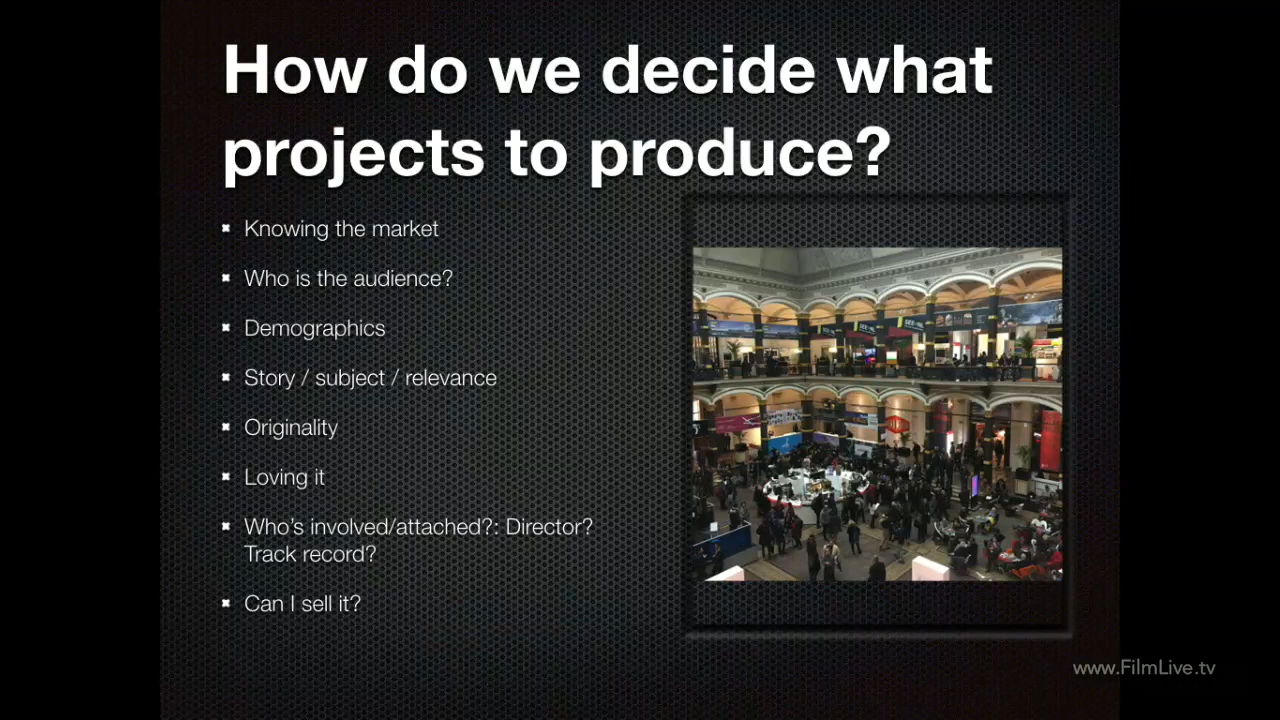 How do we decide what
projects to produce?
Knowing the market
Who is the audience?
Demographics
Story / subject / relevance
Originality
Loving it
Who's involved/attached?: Director?
Track record?
Can I sell it?
www.FilmLive.tv